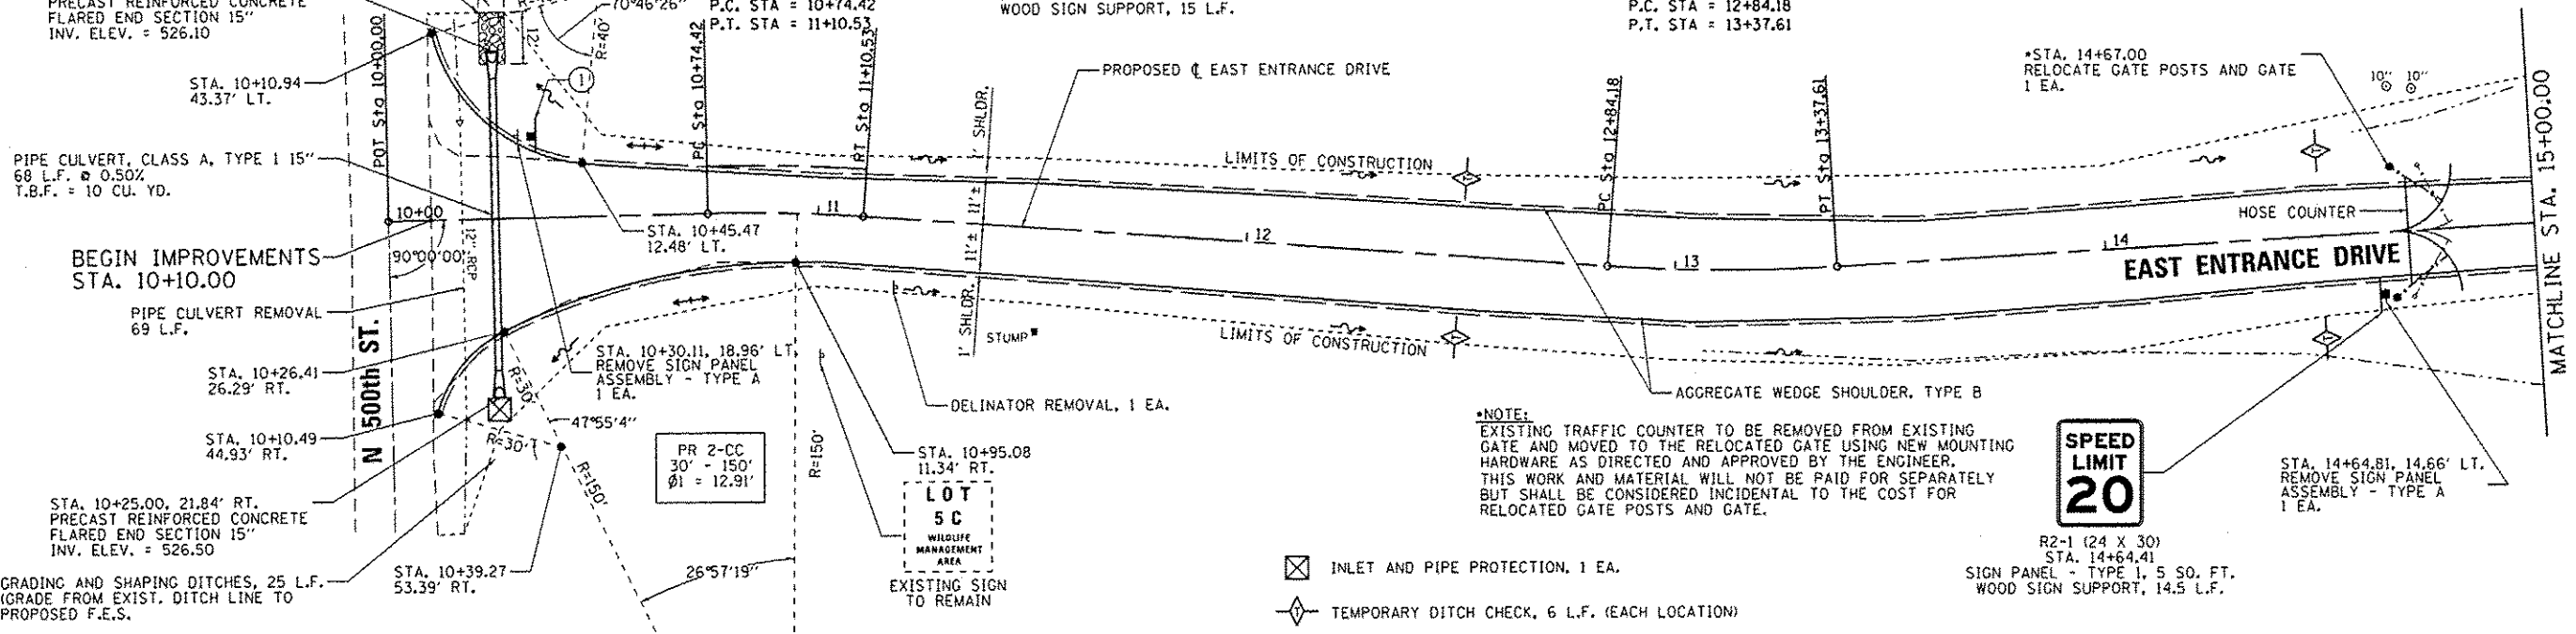 PRECAST REINFORCED CONCRETE
FLARED END SECTION 15"
INV. ELEV. = 526.10
70°46'26"
P.C. STA = 10+74.42
P.T. STA = 11+10.53
WOOD SIGN SUPPORT, 15 L.F.
P.C. STA = 12+84.18
P.T. STA = 13+37.61
STA. 10+10.94
43.37' LT.
POT Sta 10+00.00
12'
R=40'
1
PC Sta 10+74.42
PT Sta 11+10.53
PROPOSED ℄ EAST ENTRANCE DRIVE
1' SHLDR.
11'±
11'±
1' SHLDR.
LIMITS OF CONSTRUCTION
PC Sta 12+84.18
PT Sta 13+37.61
*STA. 14+67.00
RELOCATE GATE POSTS AND GATE
1 EA.
10" 10"
MATCHLINE STA. 15+00.00
PIPE CULVERT, CLASS A, TYPE 1 15"
68 L.F. @ 0.50%
T.B.F. = 10 CU. YD.
10+00
11
12
13
14
HOSE COUNTER
EAST ENTRANCE DRIVE
STA. 10+45.47
12.48' LT.
BEGIN IMPROVEMENTS
STA. 10+10.00
90°00'00"
12" RCP
PIPE CULVERT REMOVAL
69 L.F.
N 500th ST.
STA. 10+26.41
26.29' RT.
STA. 10+30.11, 18.96' LT.
REMOVE SIGN PANEL
ASSEMBLY - TYPE A
1 EA.
STUMP
LIMITS OF CONSTRUCTION
T
T
T
T
DELINATOR REMOVAL, 1 EA.
AGGREGATE WEDGE SHOULDER, TYPE B
STA. 10+10.49
44.93' RT.
R=30'
R=30'
47°55'4"
R=150'
R=150'
PR 2-CC
30' - 150'
Ø1 = 12.91'
STA. 10+95.08
11.34' RT.
LOT
5 C
WILDLIFE
MANAGEMENT
AREA
EXISTING SIGN
TO REMAIN
*NOTE:
EXISTING TRAFFIC COUNTER TO BE REMOVED FROM EXISTING
GATE AND MOVED TO THE RELOCATED GATE USING NEW MOUNTING
HARDWARE AS DIRECTED AND APPROVED BY THE ENGINEER.
THIS WORK AND MATERIAL WILL NOT BE PAID FOR SEPARATELY
BUT SHALL BE CONSIDERED INCIDENTAL TO THE COST FOR
RELOCATED GATE POSTS AND GATE.
SPEED
LIMIT
20
R2-1 (24 X 30)
STA. 14+64.41
SIGN PANEL - TYPE 1, 5 SQ. FT.
WOOD SIGN SUPPORT, 14.5 L.F.
STA. 14+64.81, 14.66' LT.
REMOVE SIGN PANEL
ASSEMBLY - TYPE A
1 EA.
STA. 10+25.00, 21.84' RT.
PRECAST REINFORCED CONCRETE
FLARED END SECTION 15"
INV. ELEV. = 526.50
GRADING AND SHAPING DITCHES, 25 L.F.
(GRADE FROM EXIST. DITCH LINE TO
PROPOSED F.E.S.
STA. 10+39.27
53.39' RT.
26°57'19"
INLET AND PIPE PROTECTION, 1 EA.
T TEMPORARY DITCH CHECK, 6 L.F. (EACH LOCATION)